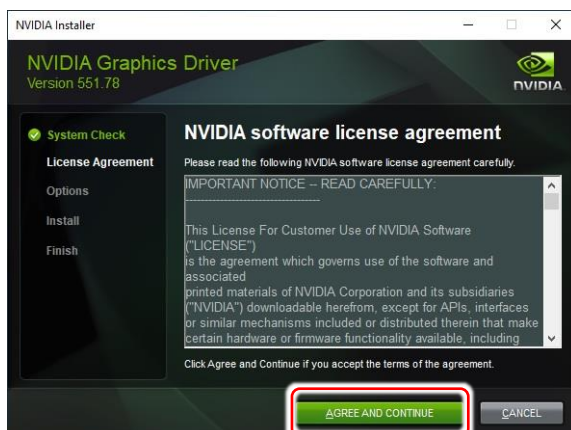 NVIDIA Installer
NVIDIA Graphics Driver
Version 551.78
NVIDIA.
System Check
License Agreement
Options
Install
Finish
NVIDIA software license agreement
Please read the following NVIDIA software license agreement carefully.
IMPORTANT NOTICE -- READ CAREFULLY:
-----------------------------------
This License For Customer Use of NVIDIA Software
("LICENSE")
is the agreement which governs use of the software and
associated
printed materials of NVIDIA Corporation and its subsidiaries
("NVIDIA") downloadable herefrom, except for APIs, interfaces
or similar mechanisms included or distributed therein that make
certain hardware or firmware functionality available, including
Click Agree and Continue if you accept the terms of the agreement.
AGREE AND CONTINUE
CANCEL